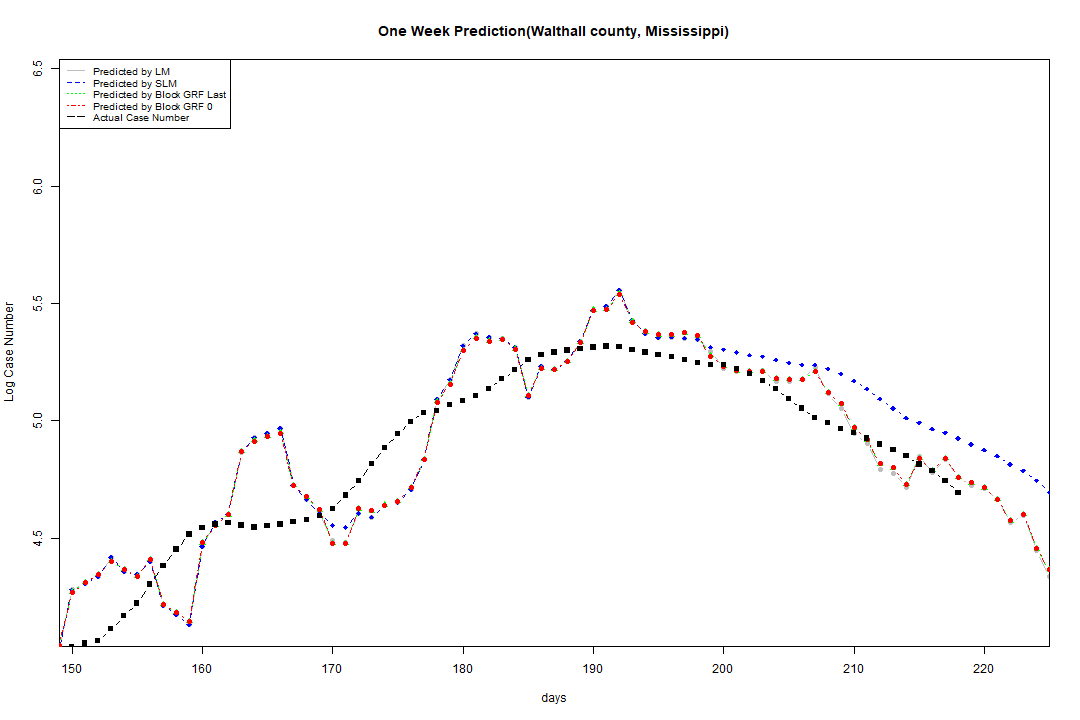 One Week Prediction(Walthall county, Mississippi)
Predicted by LM
Predicted by SLM
Predicted by Block GRF Last
Predicted by Block GRF 0
Actual Case Number
6.5
6.0
5.5
5.0
4.5
Log Case Number
150 160 170 180 190 200 210 220
days